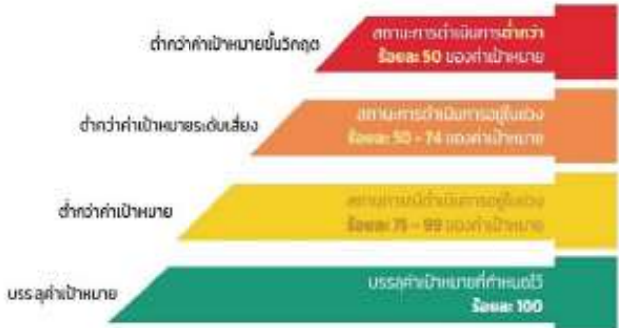 ต่ำกว่าค่าเป้าหมายขั้นวิกฤต
สถานะการดำเนินการต่ำกว่า
ร้อยละ 50 ของค่าเป้าหมาย
ต่ำกว่าค่าเป้าหมายระดับเสี่ยง
สถานะการดำเนินการอยู่ในช่วง
ร้อยละ 50 - 74 ของค่าเป้าหมาย
ต่ำกว่าค่าเป้าหมาย
อยู่ในช่วง
ร้อยละ 75 - 99 ของค่าเป้าหมาย
บรรลุค่าเป้าหมาย
บรรลุค่าเป้าหมายที่กำหนดไว้
ร้อยละ 100